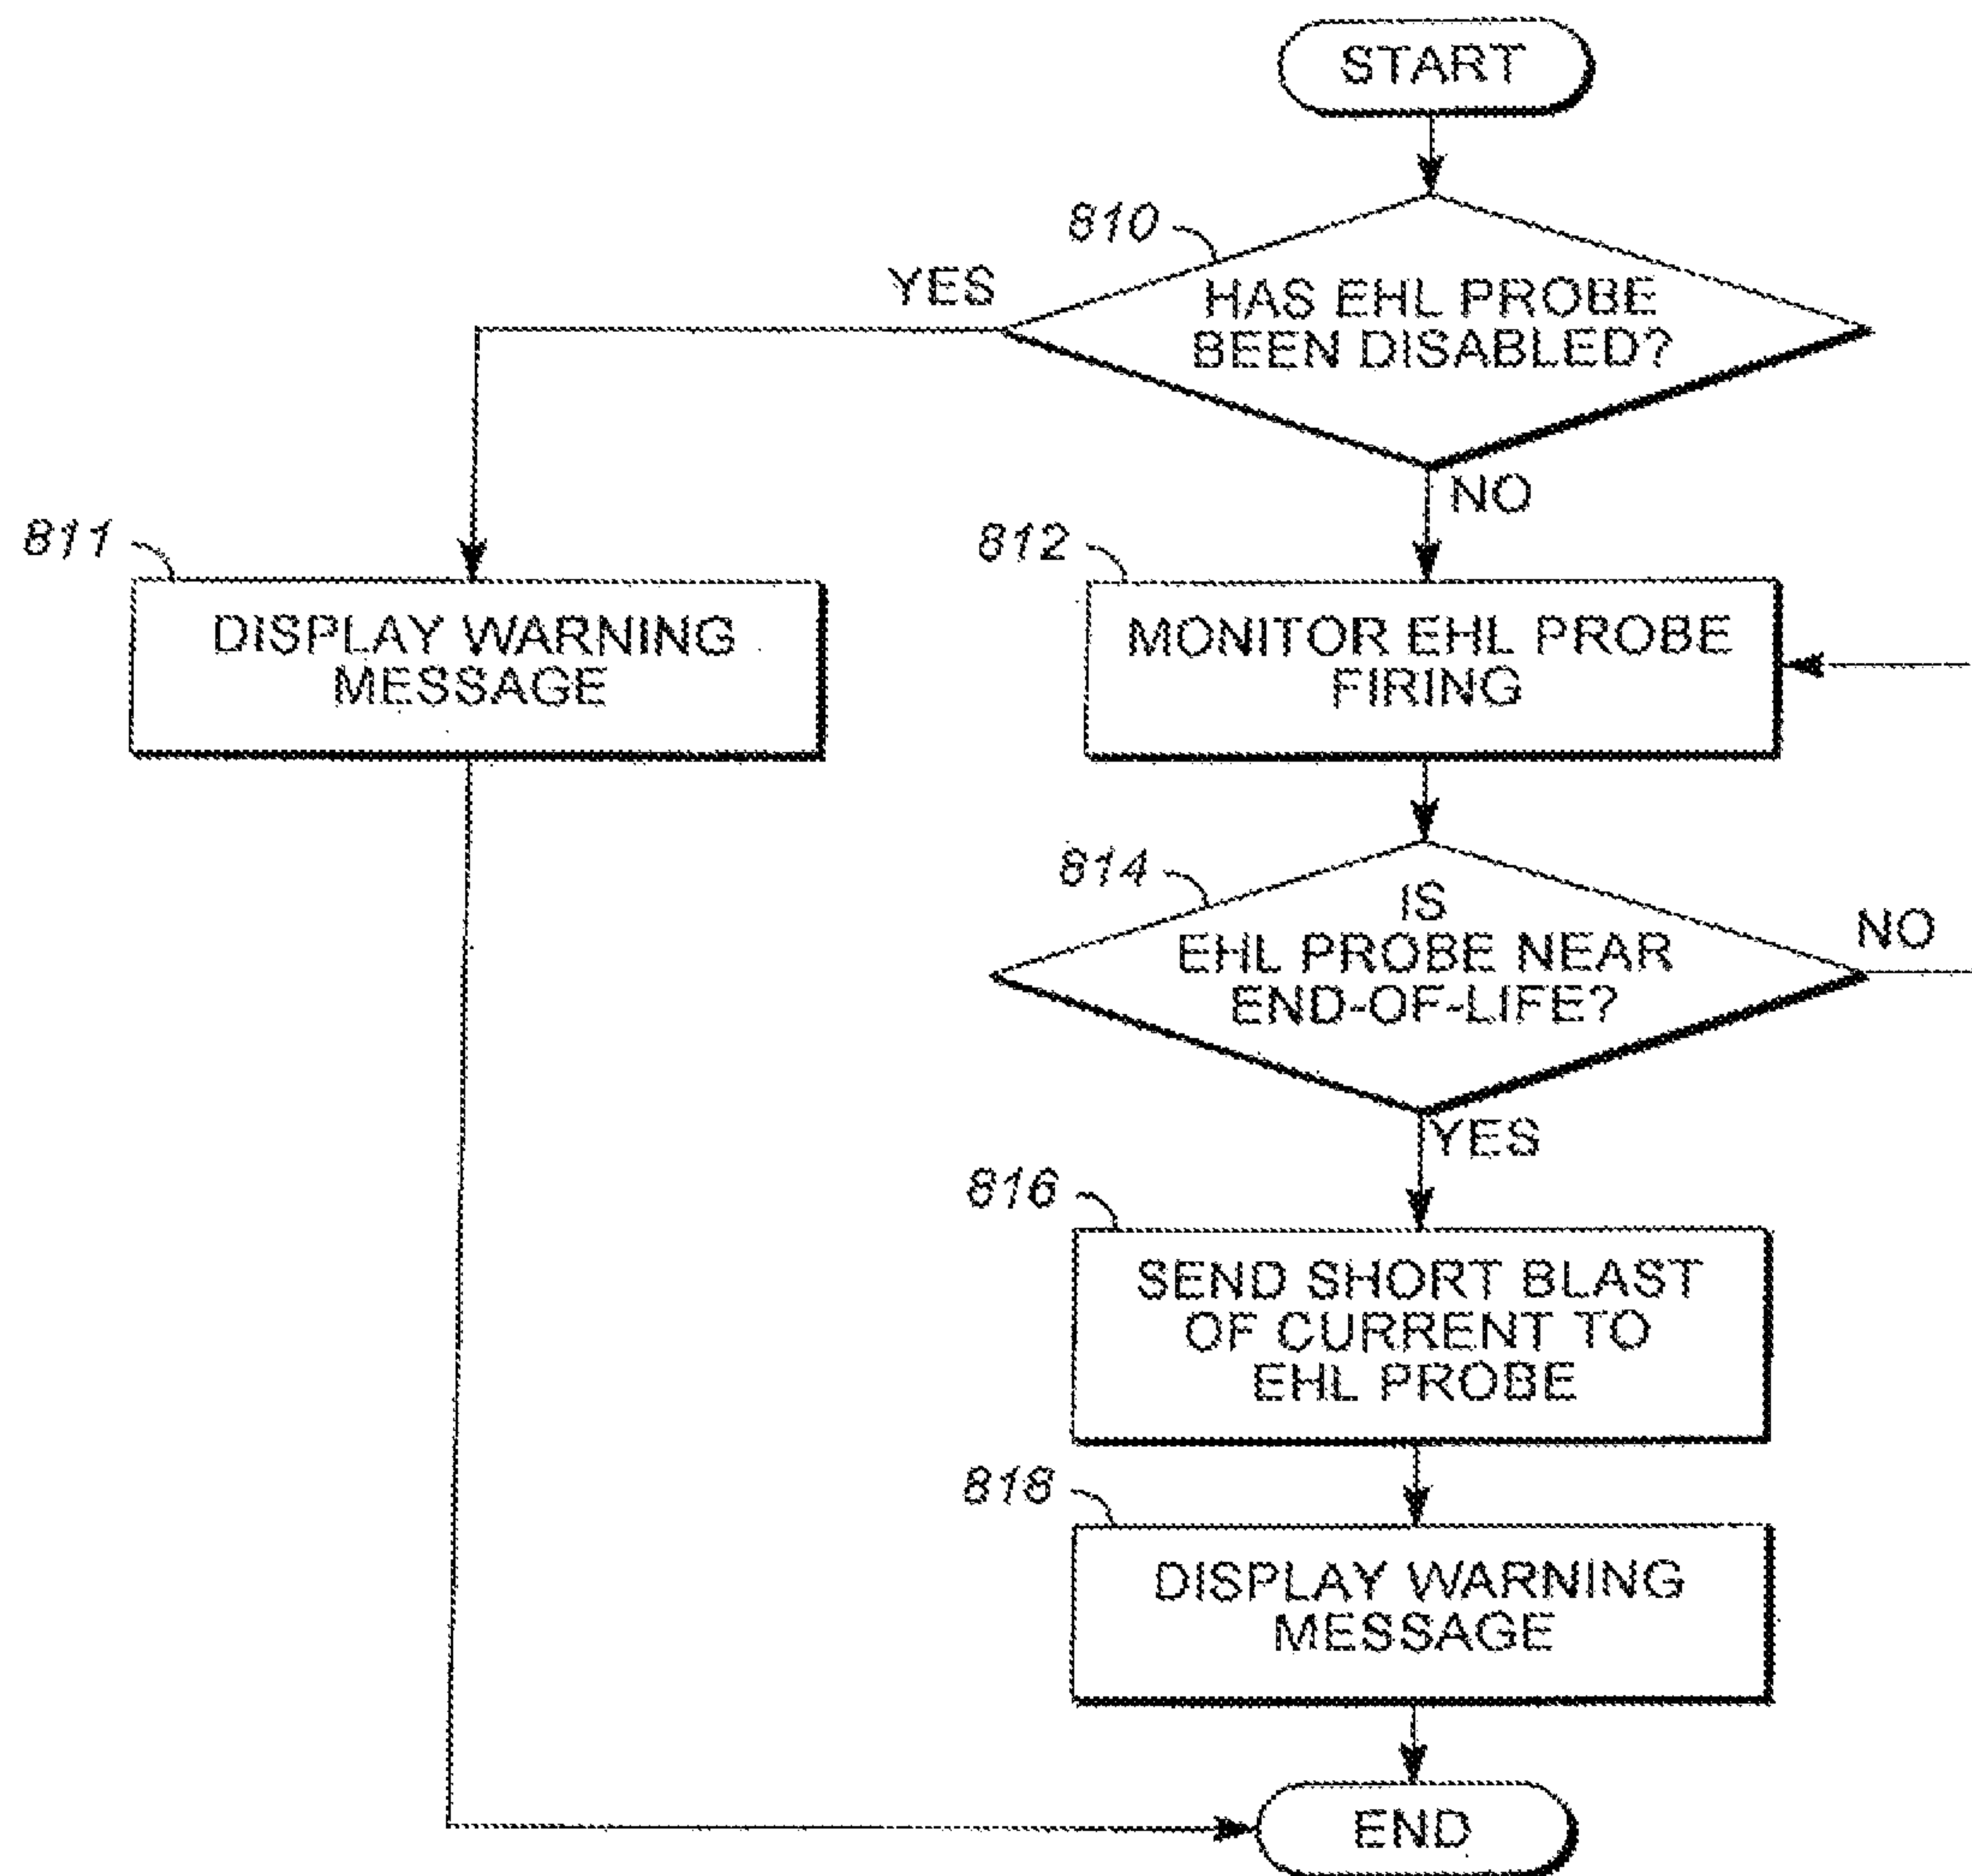 START
810
YES
HAS EHL PROBE
BEEN DISABLED?
NO
811
812
DISPLAY WARNING
MESSAGE
MONITOR EHL PROBE
FIRING
814
IS
EHL PROBE NEAR
END-OF-LIFE?
NO
YES
816
SEND SHORT BLAST
OF CURRENT TO
EHL PROBE
818
DISPLAY WARNING
MESSAGE
END